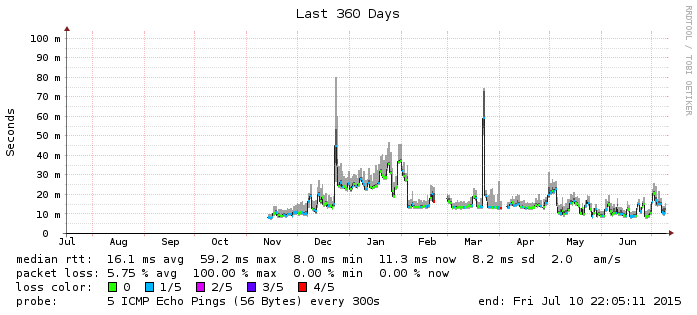 Last 360 Days
RRDTOOL / TOBI OETIKER
Seconds
100 m
90 m
80 m
70 m
60 m
50 m
40 m
30 m
20 m
10 m
0
Jul Aug Sep Oct Nov Dec Jan Feb Mar Apr May Jun
median rtt: 16.1 ms avg 59.2 ms max 8.0 ms min 11.3 ms now 8.2 ms sd 2.0 am/s
packet loss: 5.75 % avg 100.00 % max 0.00 % min 0.00 % now
loss color: 0 1/5 2/5 3/5 4/5
probe: 5 ICMP Echo Pings (56 Bytes) every 300s end: Fri Jul 10 22:05:11 2015